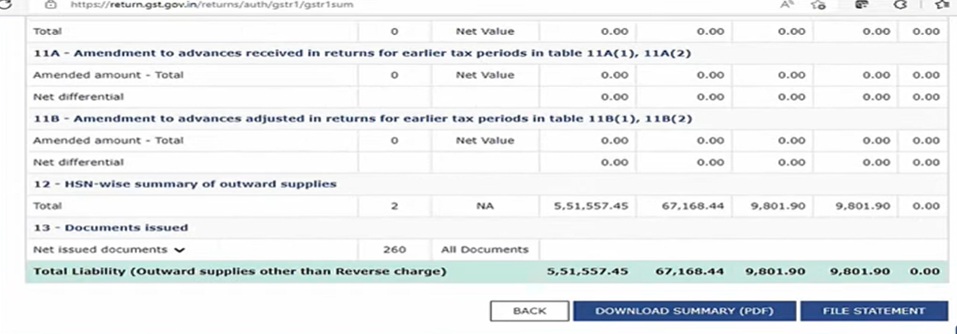 https://return.gst.gov.in/returns/auth/gstr1/gstr1sum
Total 0 Net Value 0.00 0.00 0.00 0.00 0.00
11A - Amendment to advances received in returns for earlier tax periods in table 11A(1), 11A(2)
Amended amount - Total 0 Net Value 0.00 0.00 0.00 0.00 0.00
Net differential 0.00 0.00 0.00 0.00 0.00
11B - Amendment to advances adjusted in returns for earlier tax periods in table 11B(1), 11B(2)
Amended amount - Total 0 Net Value 0.00 0.00 0.00 0.00 0.00
Net differential 0.00 0.00 0.00 0.00 0.00
12 - HSN-wise summary of outward supplies
Total 2 NA 5,51,557.45 67,168.44 9,801.90 9,801.90 0.00
13 - Documents issued
Net issued documents 260 All Documents
Total Liability (Outward supplies other than Reverse charge) 5,51,557.45 67,168.44 9,801.90 9,801.90 0.00
BACK DOWNLOAD SUMMARY (PDF) FILE STATEMENT